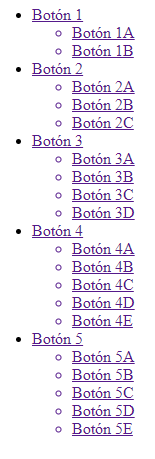 Botón 1
Botón 1A
Botón 1B
Botón 2
Botón 2A
Botón 2B
Botón 2C
Botón 3
Botón 3A
Botón 3B
Botón 3C
Botón 3D
Botón 4
Botón 4A
Botón 4B
Botón 4C
Botón 4D
Botón 4E
Botón 5
Botón 5A
Botón 5B
Botón 5C
Botón 5D
Botón 5E